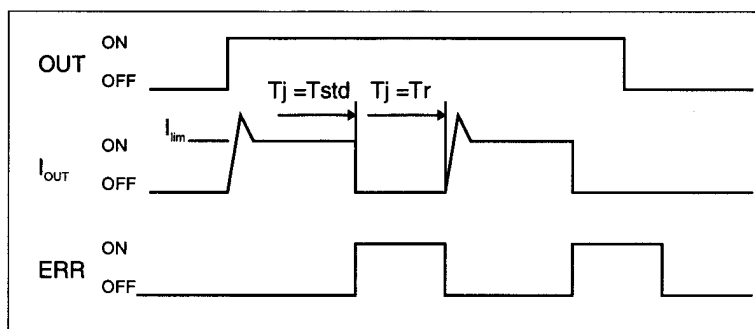 OUT ON
OFF
Tj =Tstd Tj =Tr
Ilim
ON
IOUT
OFF
ON
ERR
OFF